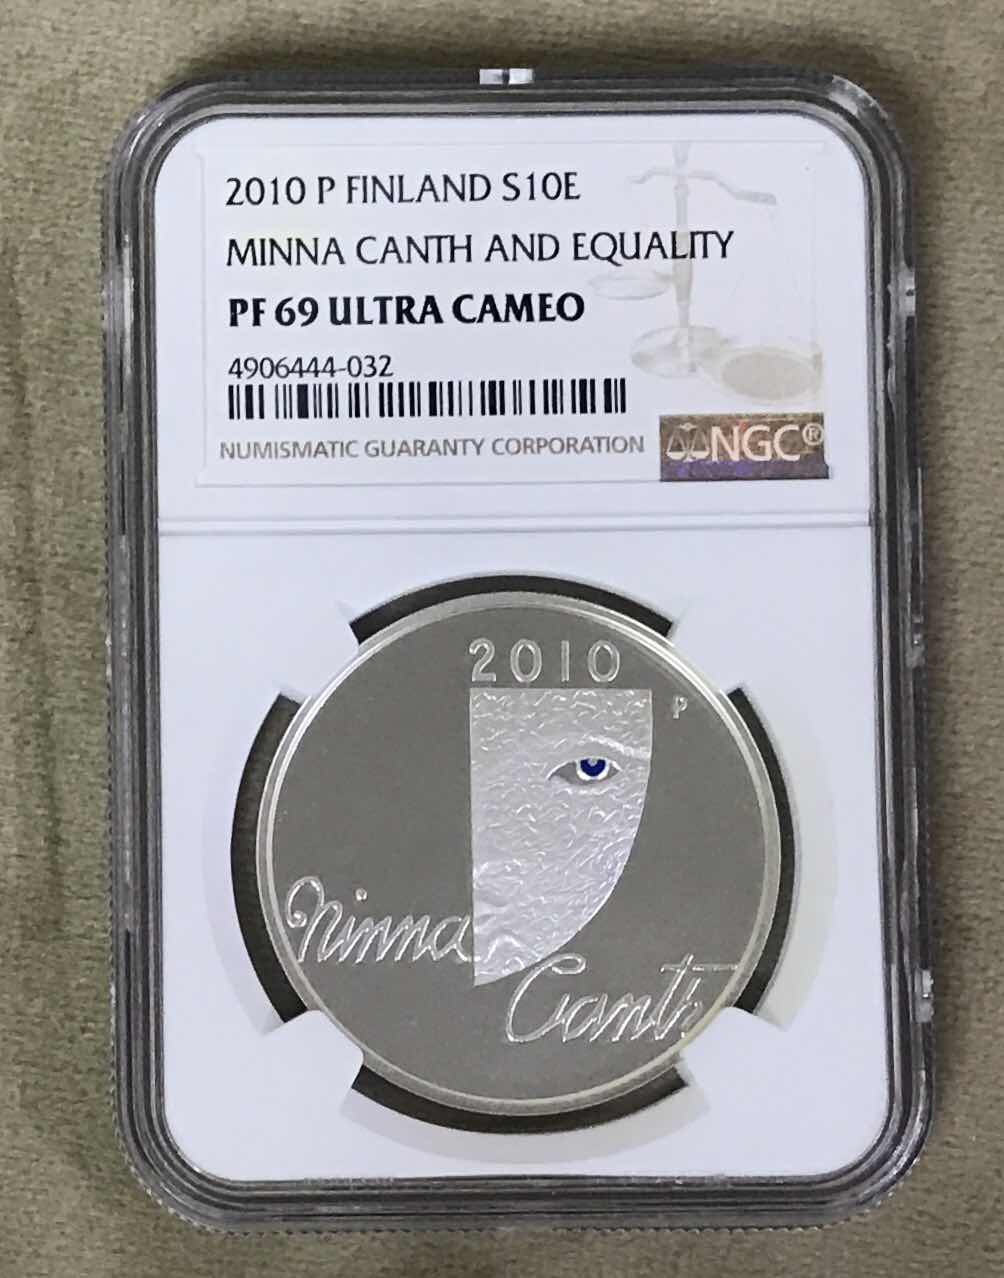 2010 P FINLAND S10E
MINNA CANTH AND EQUALITY
PF 69 ULTRA CAMEO
4906444-032
NUMISMATIC GUARANTY CORPORATION
NGC®
2010
P
Minna
Canth